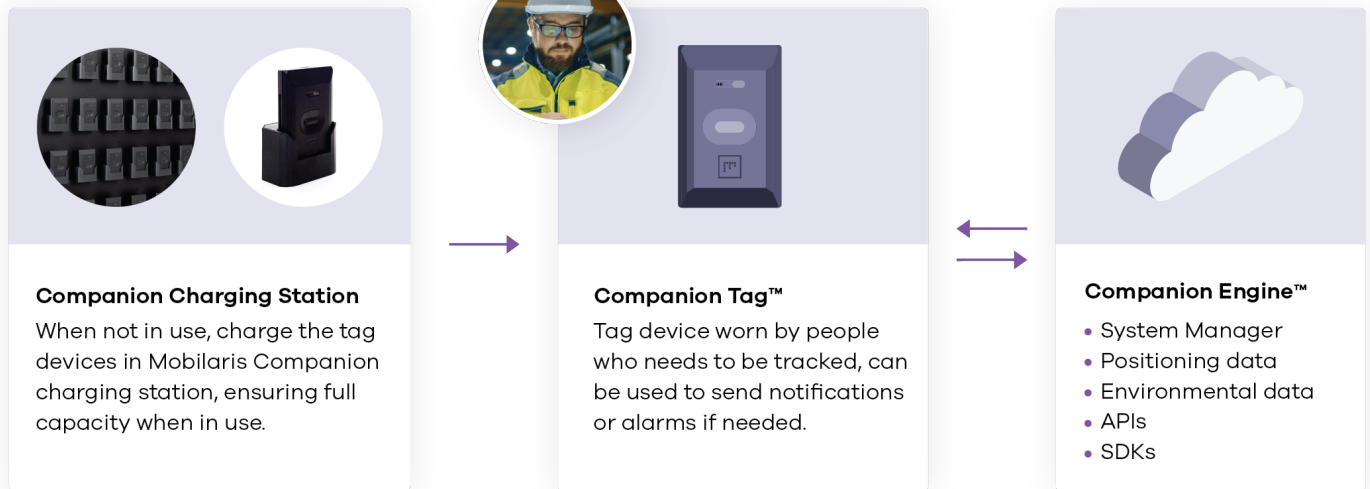 Companion Charging Station
When not in use, charge the tag
devices in Mobilaris Companion
charging station, ensuring full
capacity when in use.
Companion Tag™
Tag device worn by people
who needs to be tracked, can
be used to send notifications
or alarms if needed.
Companion Engine™
• System Manager
• Positioning data
• Environmental data
• APIs
• SDKs